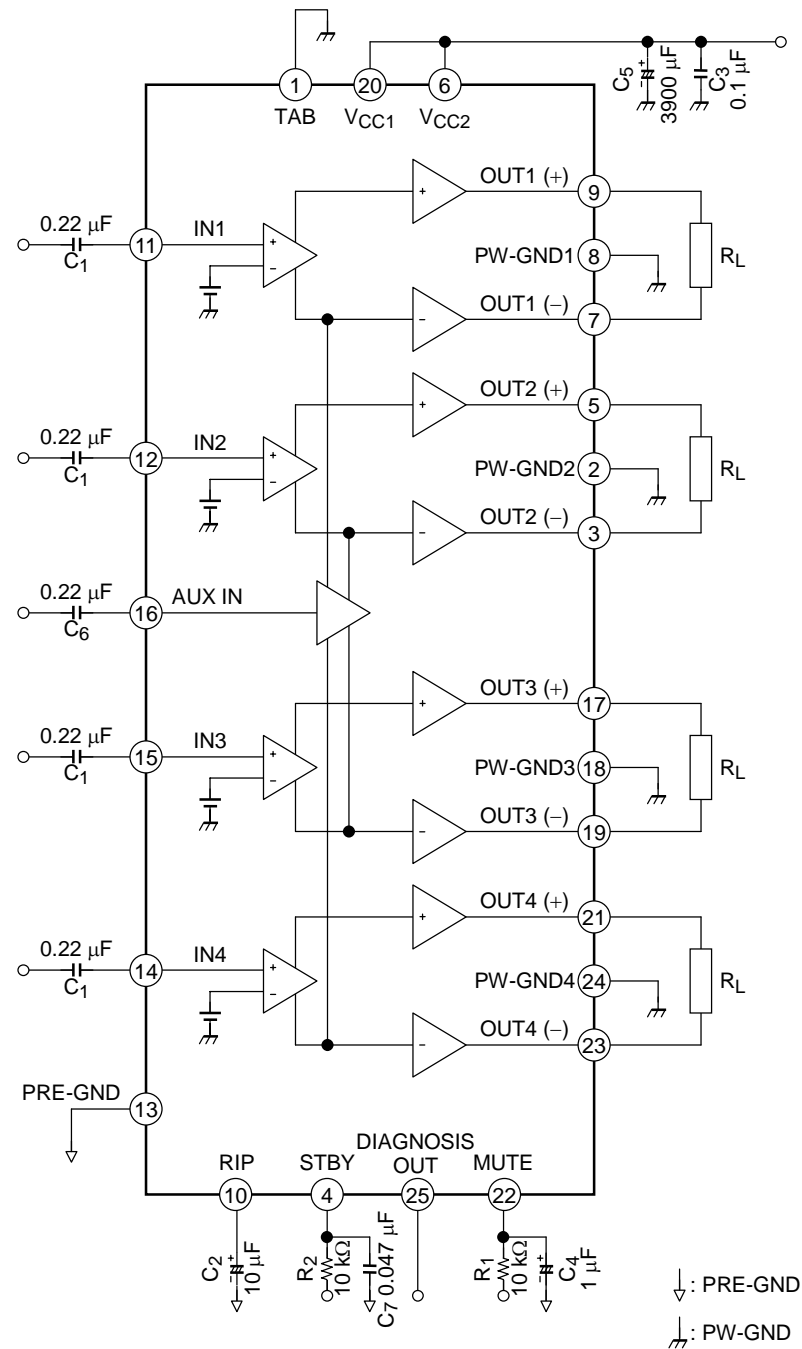 1
20
6
TAB
VCC1
VCC2
C5
3900 µF
C3
0.1 µF
OUT1 (+)
9
0.22 µF
C1
11
IN1
PW-GND1
8
RL
OUT1 (−)
7
OUT2 (+)
5
0.22 µF
C1
12
IN2
PW-GND2
2
RL
OUT2 (−)
3
0.22 µF
C6
16
AUX IN
OUT3 (+)
17
0.22 µF
C1
15
IN3
PW-GND3
18
RL
OUT3 (−)
19
OUT4 (+)
21
0.22 µF
C1
14
IN4
PW-GND4
24
RL
OUT4 (−)
23
PRE-GND
13
RIP
STBY
DIAGNOSIS
OUT
MUTE
10
4
25
22
C2
10 µF
R2
10 kΩ
C7 0.047 µF
R1
10 kΩ
C4
1 µF
: PRE-GND
: PW-GND